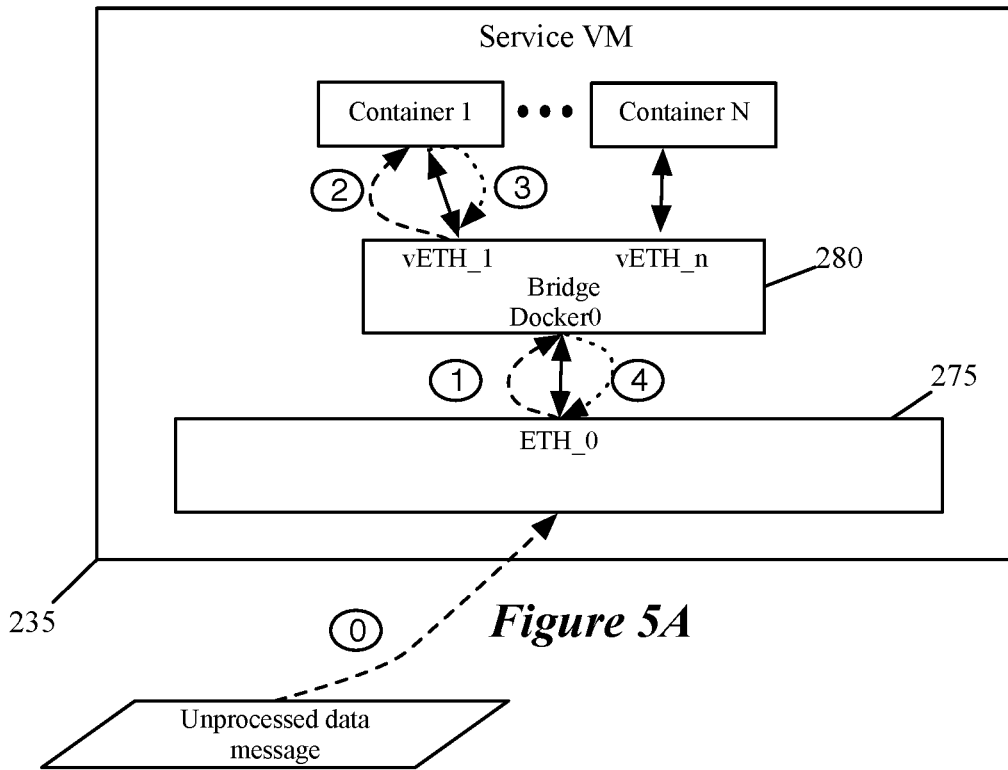 Service VM
Container 1
Container N
2
3
vETH_1
vETH_n
280
Bridge
Docker0
1
4
275
ETH_0
235
0
Figure 5A
Unprocessed data
message